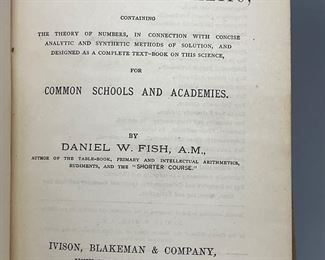 CONTAINING
THE THEORY OF NUMBERS, IN CONNECTION WITH CONCISE
ANALYTIC AND SYNTHETIC METHODS OF SOLUTION, AND
DESIGNED AS A COMPLETE TEXT-BOOK ON THIS SCIENCE,
FOR
COMMON SCHOOLS AND ACADEMIES.
BY
DANIEL W. FISH, A.M.,
AUTHOR OF THE TABLE-BOOK, PRIMARY AND INTELLECTUAL ARITHMETICS,
RUDIMENTS, AND THE "SHORTER COURSE."
IVISON, BLAKEMAN & COMPANY,